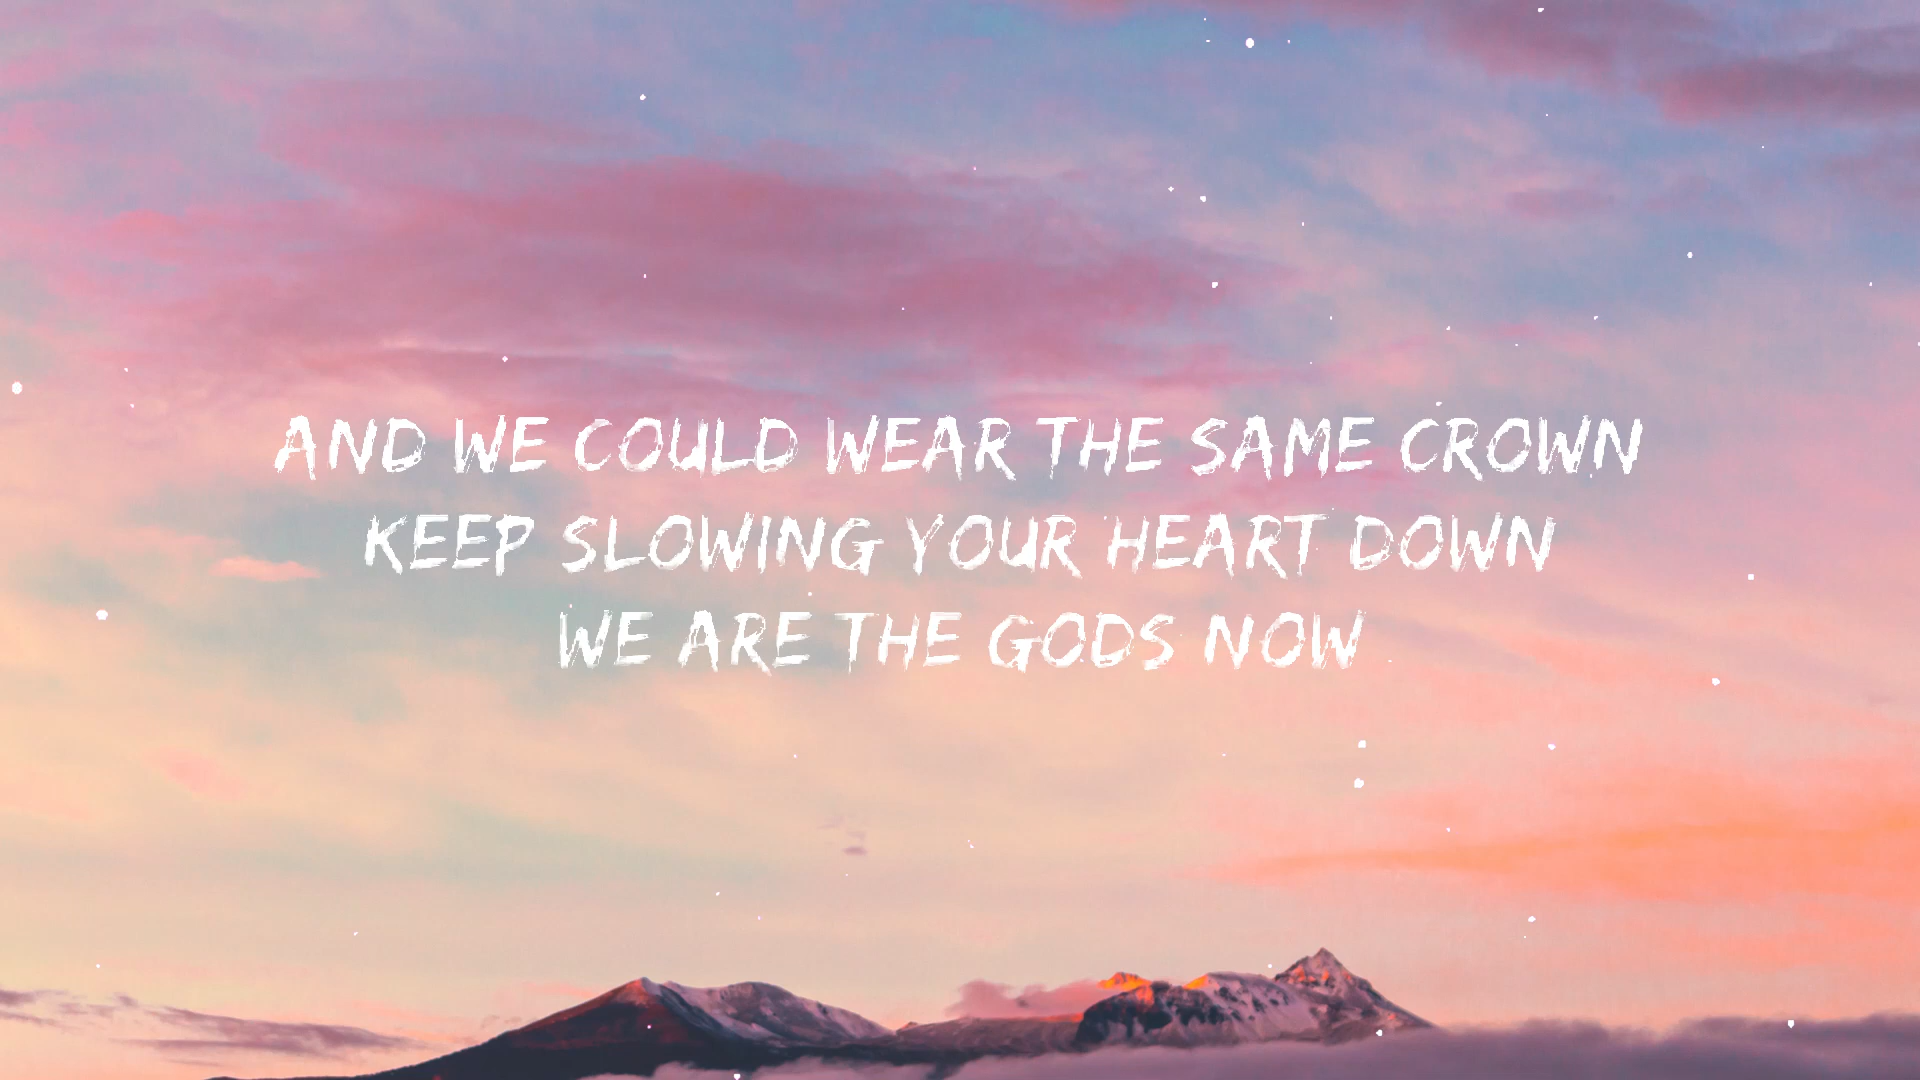 AND WE COULD WEAR THE SAME CROWN
KEEP SLOWING YOUR HEART DOWN
WE ARE THE GODS NOW